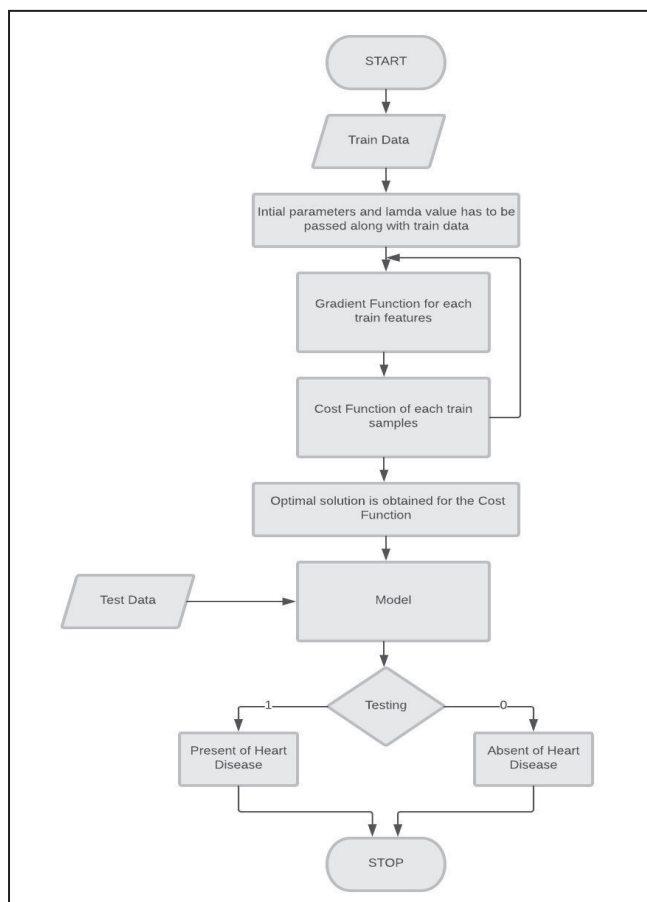 START
Train Data
Intial parameters and lamda value has to be
passed along with train data
Gradient Function for each
train features
Cost Function of each train
samples
Optimal solution is obtained for the Cost
Function
Test Data
Model
Testing
1
0
Present of Heart
Disease
Absent of Heart
Disease
STOP